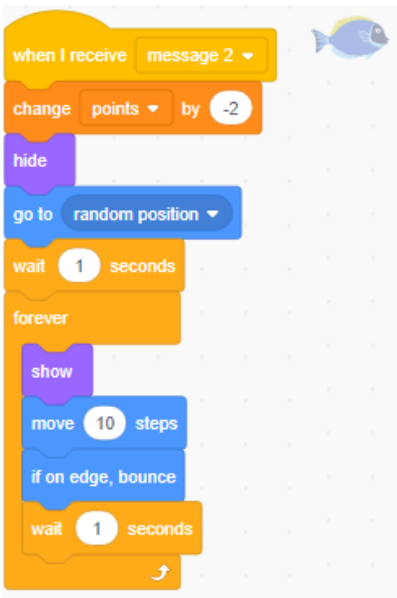 when I receive message 2
change points by -2
hide
go to random position
wait 1 seconds
forever
show
move 10 steps
if on edge, bounce
wait 1 seconds